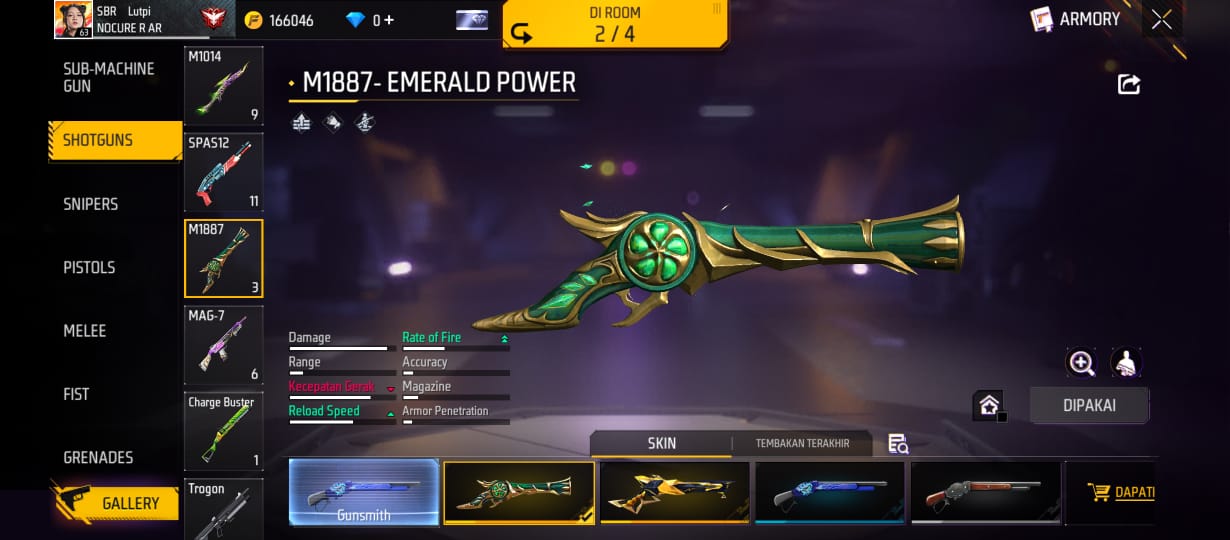 SBR Lutpi
NOCURE R AR
63
166046
0 +
DI ROOM
2 / 4
ARMORY
SUB-MACHINE
GUN
SHOTGUNS
SNIPERS
PISTOLS
MELEE
FIST
GRENADES
GALLERY
M1014
9
SPAS12
11
M1887
3
MAG-7
6
Charge Buster
1
Trogon
M1887- EMERALD POWER
Damage
Rate of Fire
Range
Accuracy
Kecepatan Gerak
Magazine
Reload Speed
Armor Penetration
DIPAKAI
SKIN
TEMBAKAN TERAKHIR
Gunsmith
DAPATI